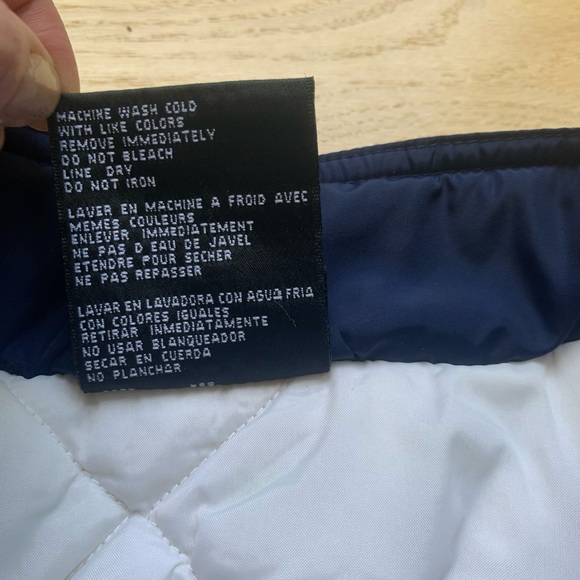 MACHINE WASH COLD
WITH LIKE COLORS
REMOVE IMMEDIATELY
DO NOT BLEACH
LINE DRY
DO NOT IRON
LAVER EN MACHINE A FROID AVEC
MEMES COULEURS
ENLEVER IMMEDIATEMENT
NE PAS D EAU DE JAVEL
ETENDRE POUR SECHER
NE PAS REPASSER
LAVAR EN LAVADORA CON AGUA FRIA
CON COLORES IGUALES
RETIRAR INMEDIATAMENTE
NO USAR BLANQUEADOR
SECAR EN CUERDA
NO PLANCHAR